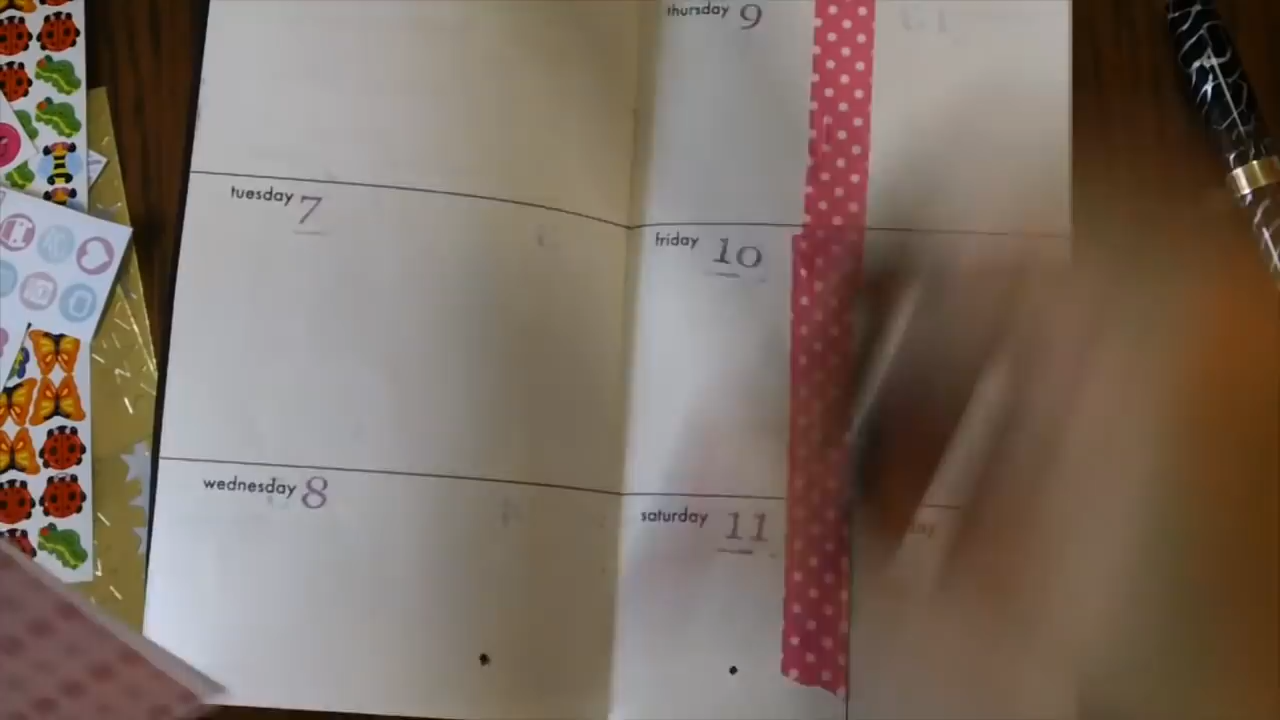 tuesday 7
wednesday 8
thursday 9
friday 10
saturday 11